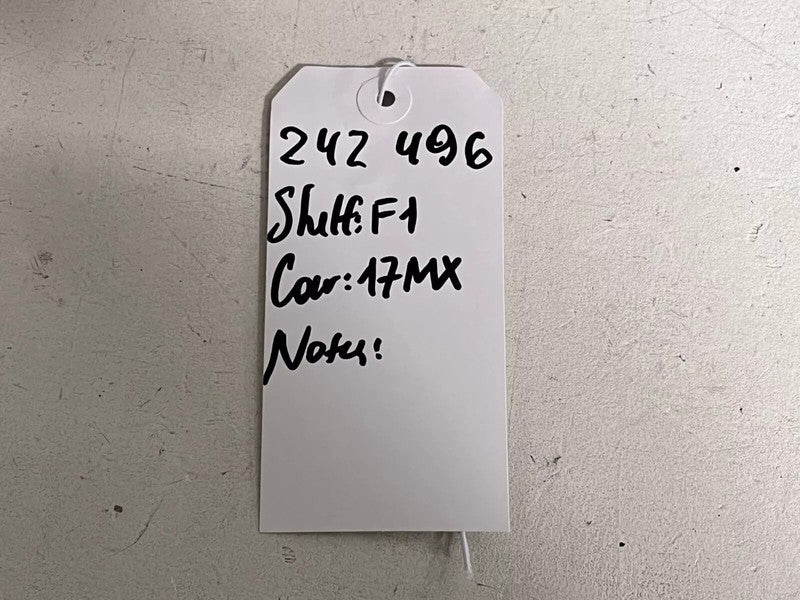 242 496
Shelf: F1
Car: 17MX
Notes: